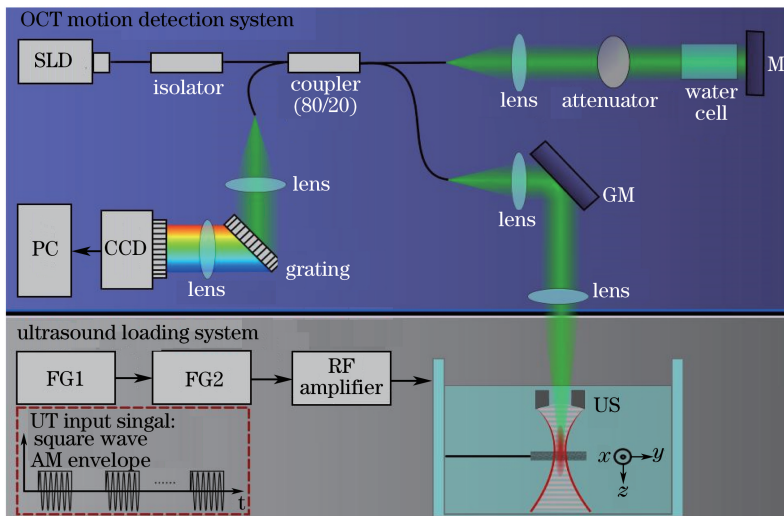 OCT motion detection system
SLD
isolator
coupler
(80/20)
lens
attenuator
water
cell
M
lens
GM
lens
PC
CCD
lens
grating
lens
ultrasound loading system
FG1
FG2
RF
amplifier
US
UT input singal:
square wave
AM envelope
......
t
x
y
z